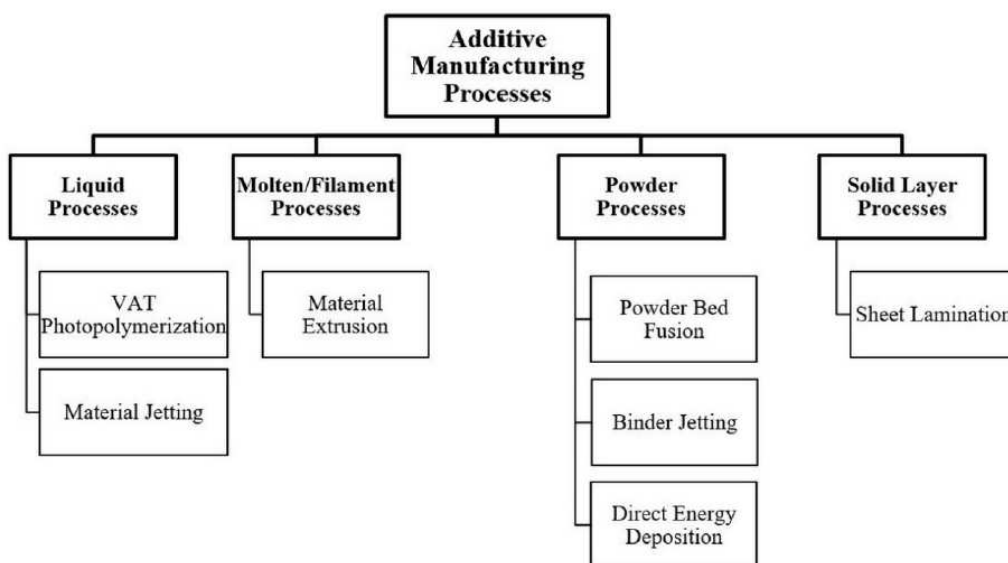 Additive
Manufacturing
Processes
Liquid
Processes
Molten/Filament
Processes
Powder
Processes
Solid Layer
Processes
VAT
Photopolymerization
Material Jetting
Material
Extrusion
Powder Bed
Fusion
Binder Jetting
Direct Energy
Deposition
Sheet Lamination